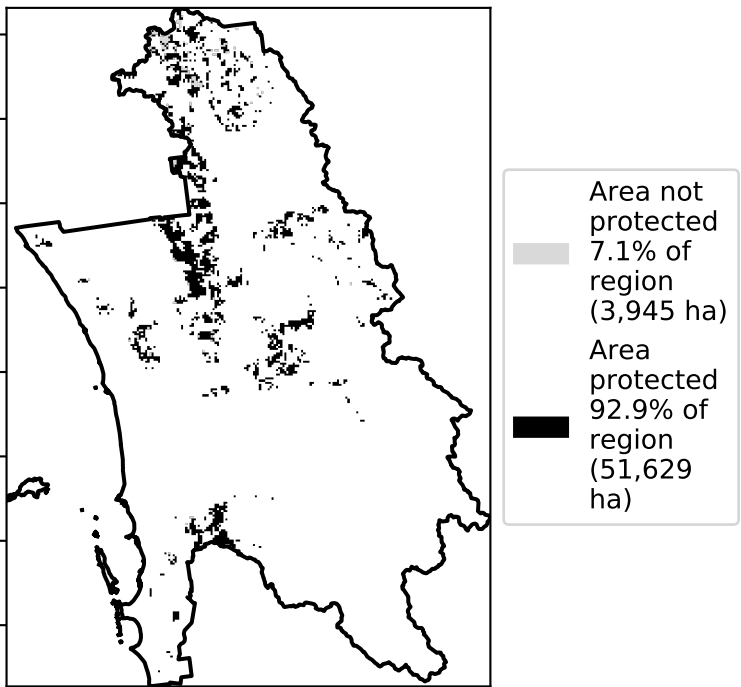 Area not
protected
7.1% of
region
(3,945 ha)
Area
protected
92.9% of
region
(51,629
ha)